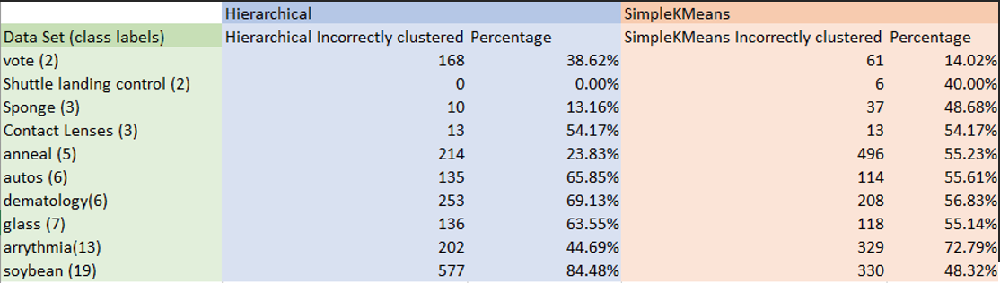 Hierarchical SimpleKMeans
Data Set (class labels) Hierarchical Incorrectly clustered Percentage SimpleKMeans Incorrectly clustered Percentage
vote (2) 168 38.62% 61 14.02%
Shuttle landing control (2) 0 0.00% 6 40.00%
Sponge (3) 10 13.16% 37 48.68%
Contact Lenses (3) 13 54.17% 13 54.17%
anneal (5) 214 23.83% 496 55.23%
autos (6) 135 65.85% 114 55.61%
dematology(6) 253 69.13% 208 56.83%
glass (7) 136 63.55% 118 55.14%
arrythmia(13) 202 44.69% 329 72.79%
soybean (19) 577 84.48% 330 48.32%